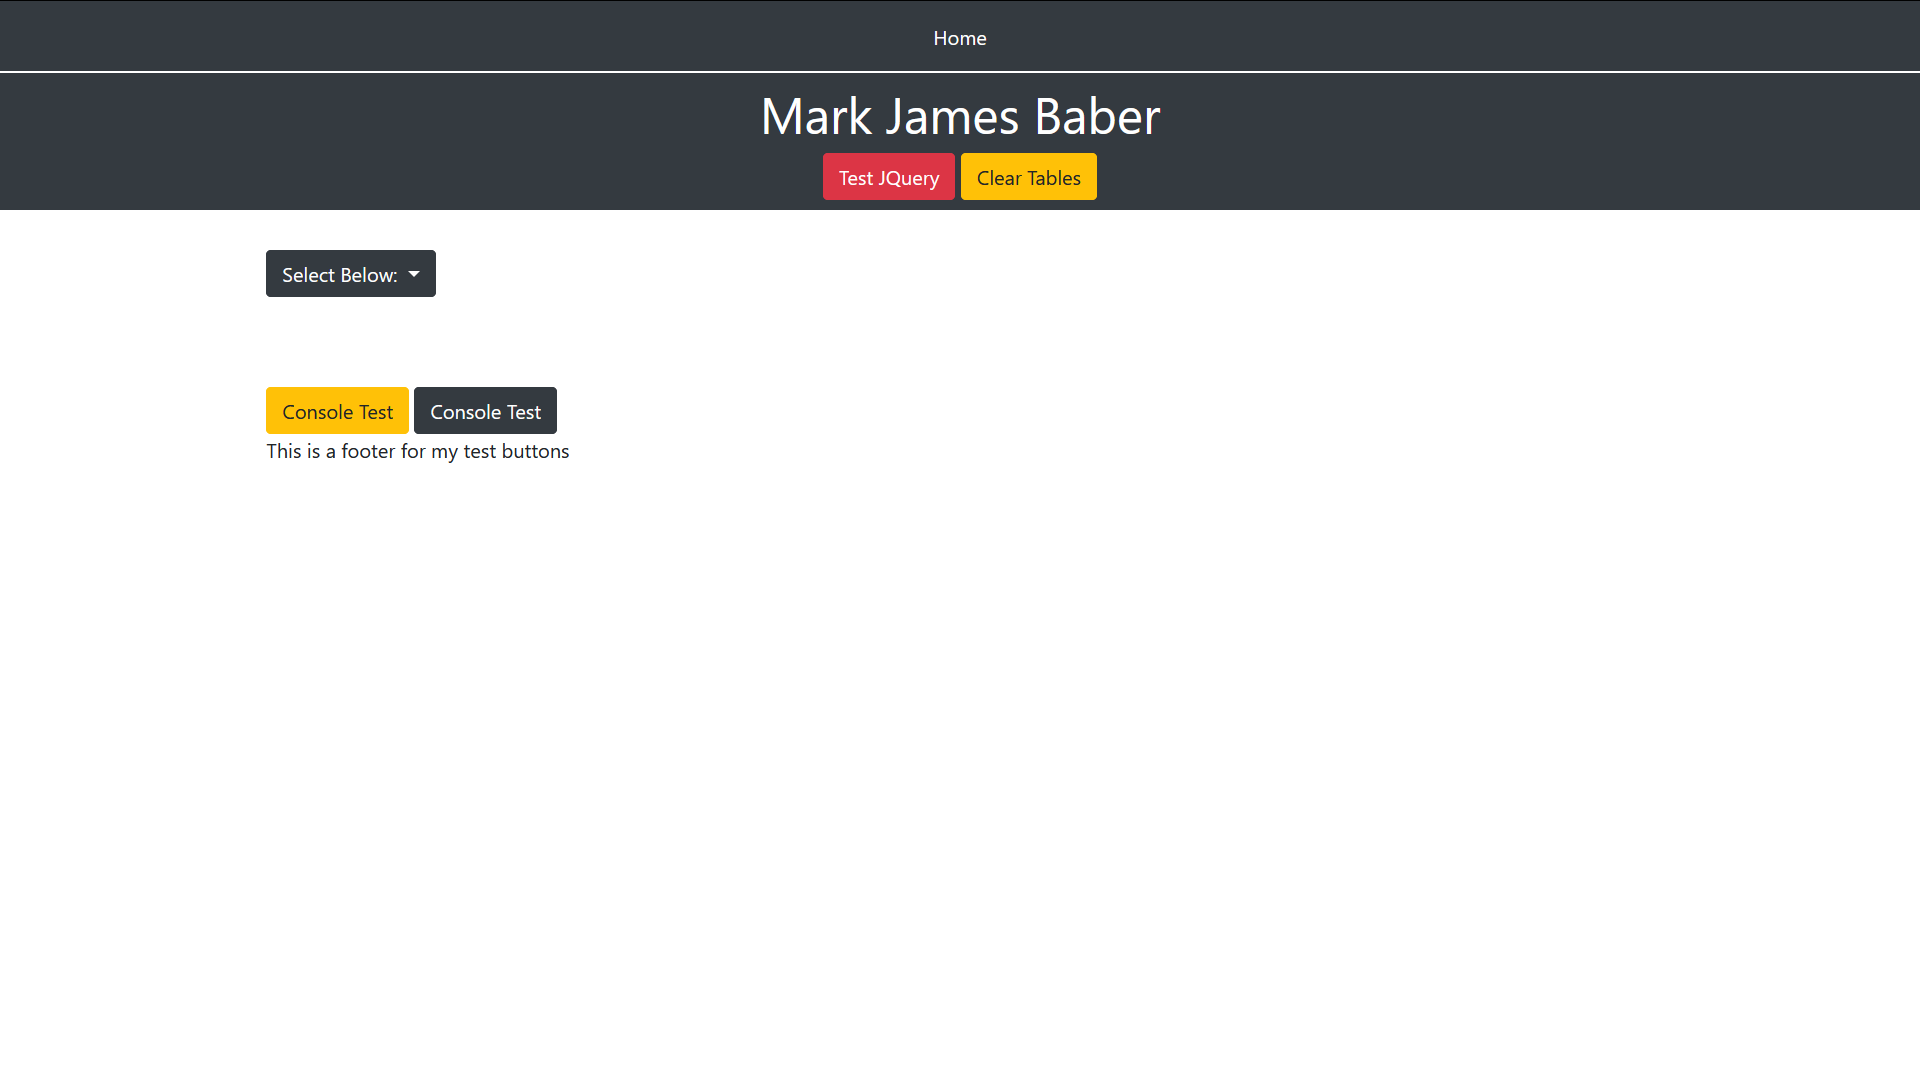 Home
Mark James Baber
Test JQuery Clear Tables
Select Below:
Console Test Console Test
This is a footer for my test buttons